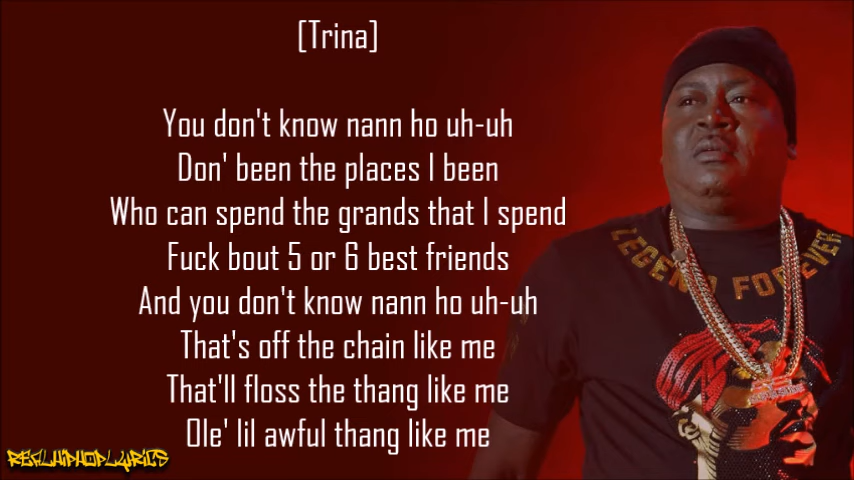 [Trina]
You don't know nann ho uh-uh
Don' been the places I been
Who can spend the grands that I spend
Fuck bout 5 or 6 best friends
And you don't know nann ho uh-uh
That's off the chain like me
That'll floss the thang like me
Ole' lil awful thang like me
LEGEND FOREVER
REALHIPHOPLYRICS